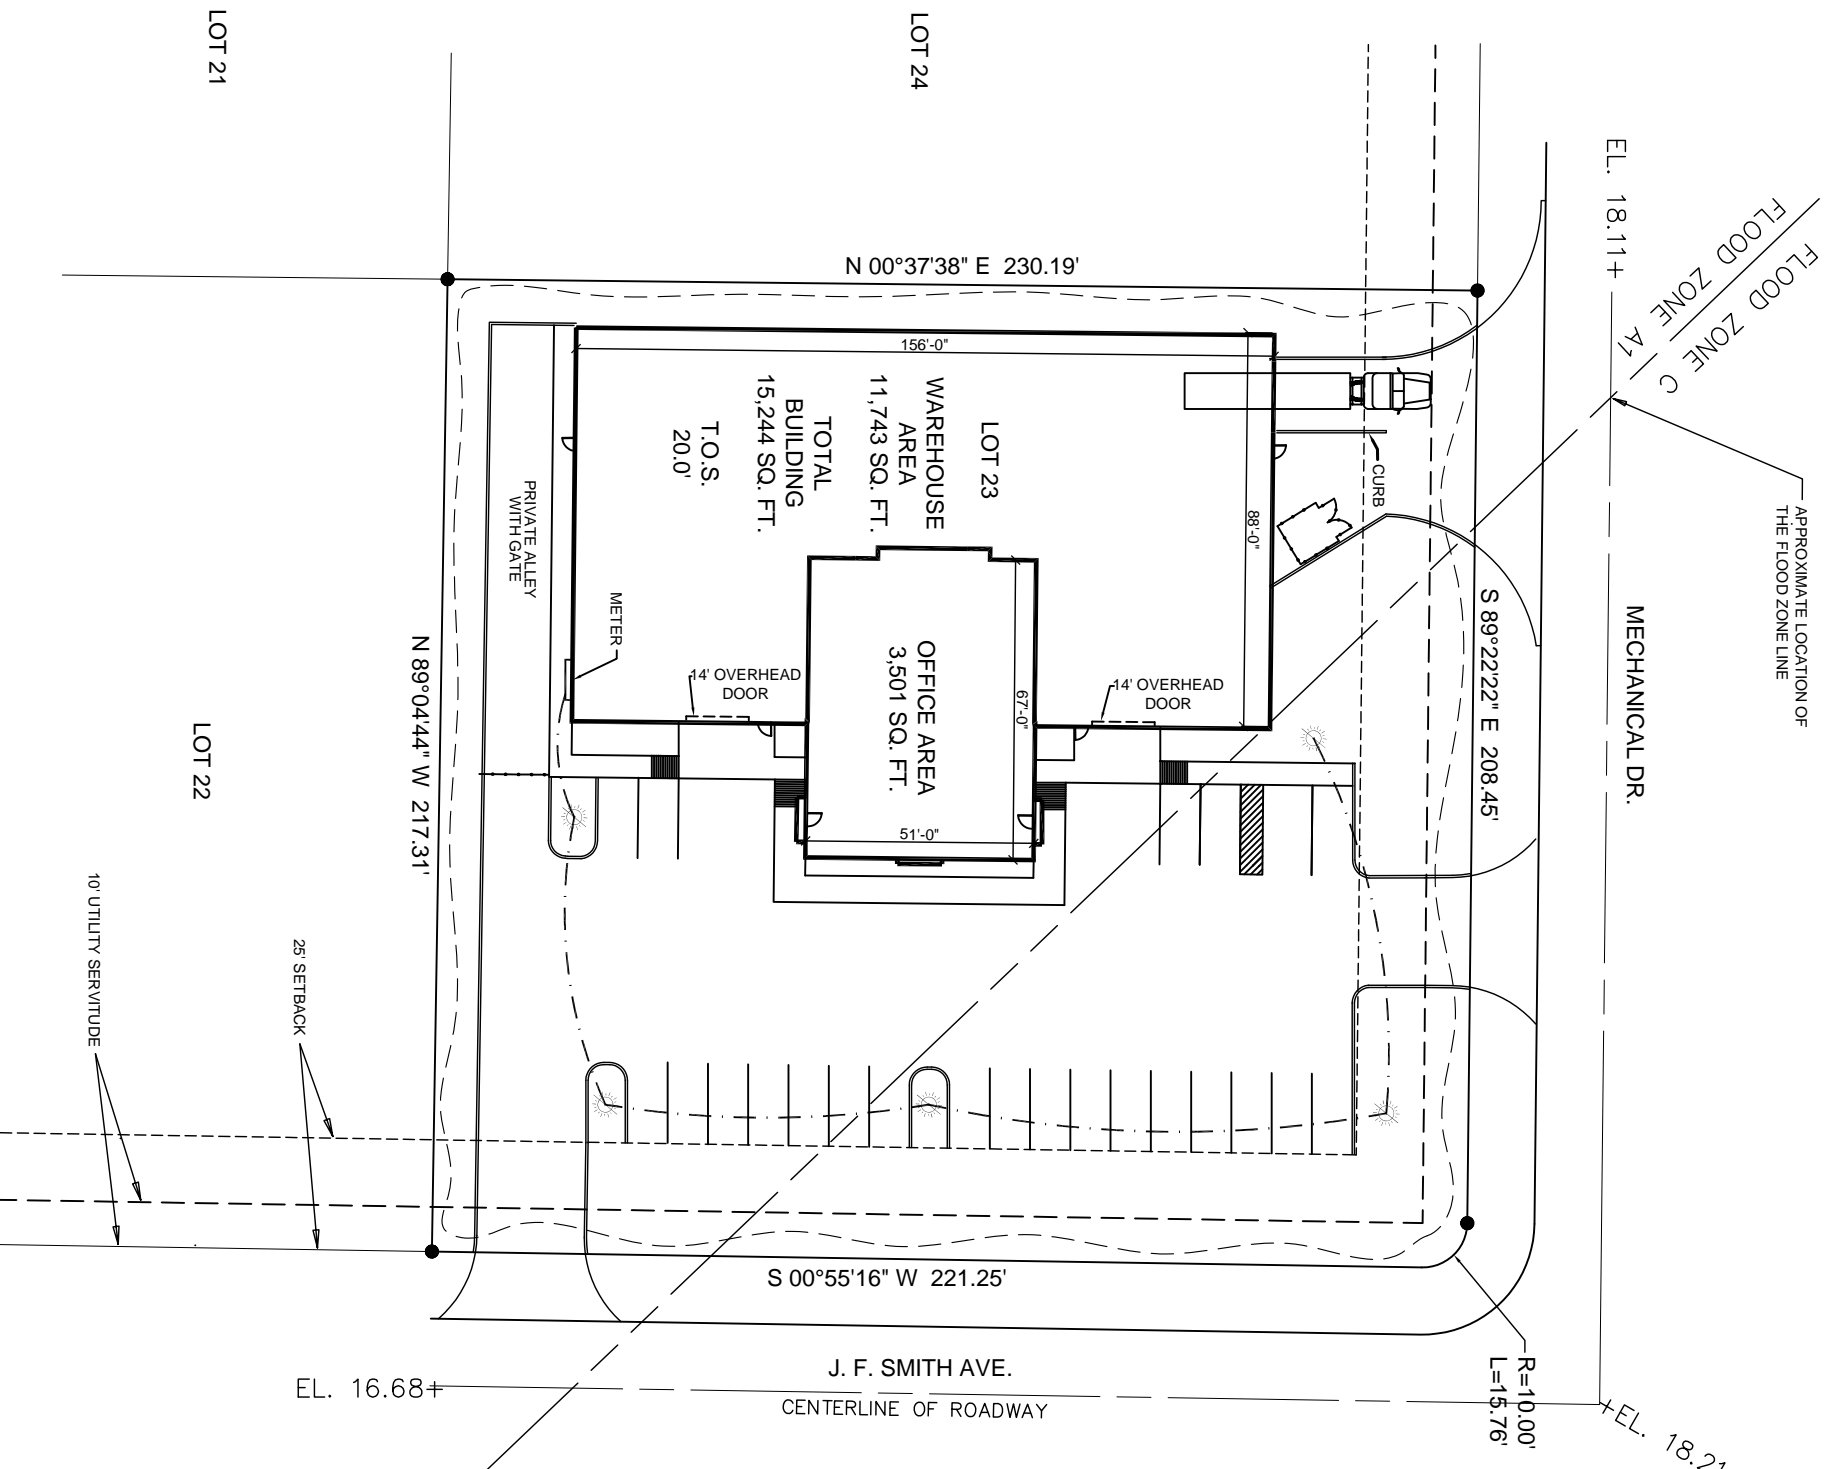 LOT 21
LOT 24
EL. 18.11+
FLOOD ZONE A1
FLOOD ZONE C
APPROXIMATE LOCATION OF
THE FLOOD ZONE LINE
MECHANICAL DR.
N 00°37'38" E 230.19'
S 89°22'22" E 208.45'
156'-0"
88'-0"
CURB
LOT 23
WAREHOUSE
AREA
11,743 SQ. FT.
TOTAL
BUILDING
15,244 SQ. FT.
T.O.S.
20.0'
PRIVATE ALLEY
WITH GATE
METER
14' OVERHEAD
DOOR
14' OVERHEAD
DOOR
OFFICE AREA
3,501 SQ. FT.
67'-0"
51'-0"
N 89°04'44" W 217.31'
LOT 22
10' UTILITY SERVITUDE
25' SETBACK
S 00°55'16" W 221.25'
R=10.00'
L=15.76'
J. F. SMITH AVE.
CENTERLINE OF ROADWAY
EL. 16.68+
+EL. 18.21